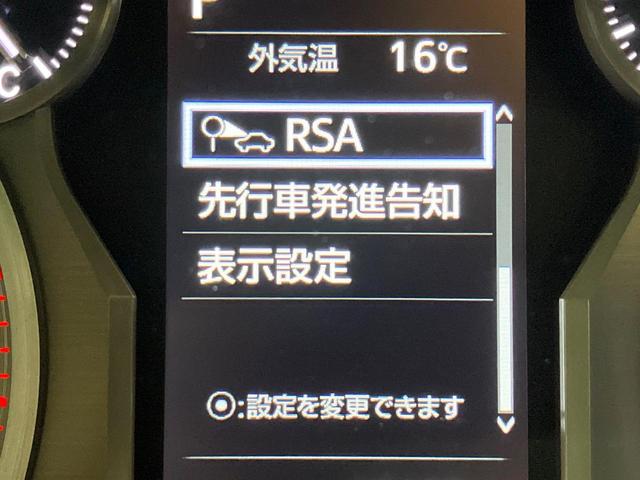 P
外気温 16℃
RSA
先行車発進告知
表示設定
◎:設定を変更できます
C